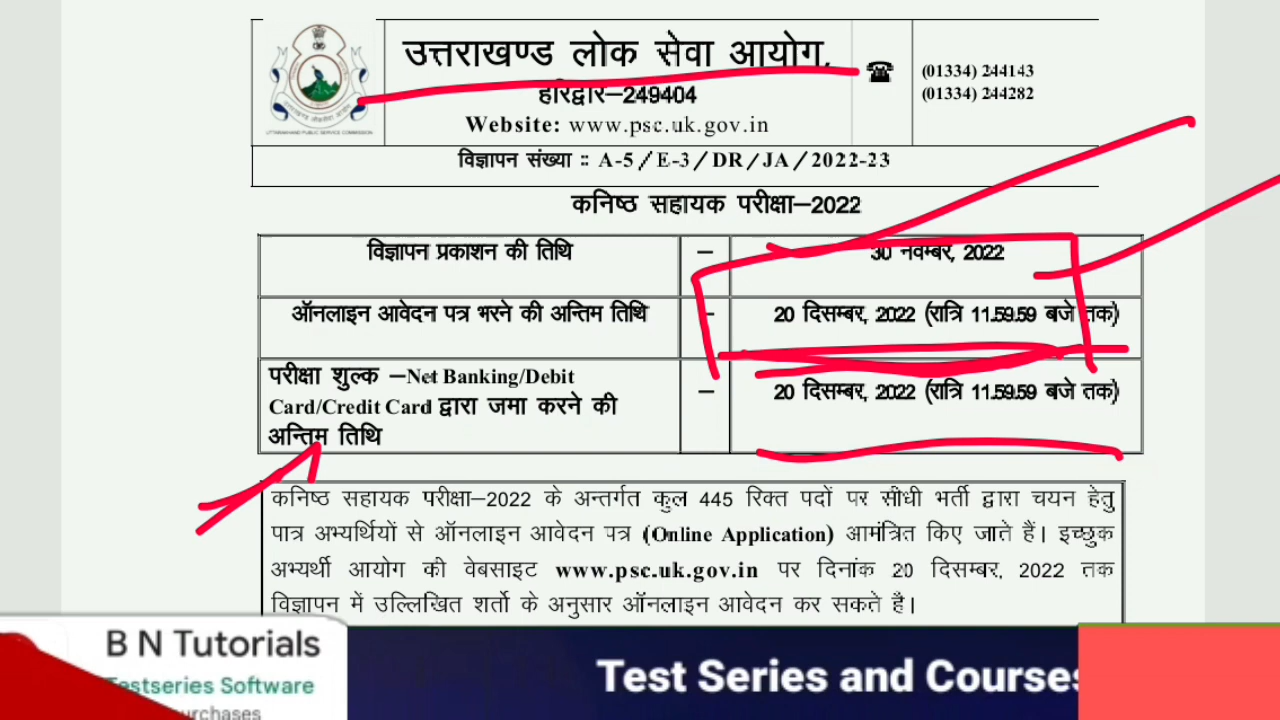 उत्तराखण्ड लोक सेवा आयोग,
हरिद्वार–249404
Website: www.psc.uk.gov.in
(01334) 244143
(01334) 244282
UTTARAKHAND PUBLIC SERVICE COMMISSION
विज्ञापन संख्या :: A-5/E-3/DR/JA/2022-23
कनिष्ठ सहायक परीक्षा–2022
विज्ञापन प्रकाशन की तिथि – 30 नवम्बर, 2022
ऑनलाइन आवेदन पत्र भरने की अन्तिम तिथि – 20 दिसम्बर, 2022 (रात्रि 11.59.59 बजे तक)
परीक्षा शुल्क –Net Banking/Debit
Card/Credit Card द्वारा जमा करने की
अन्तिम तिथि
– 20 दिसम्बर, 2022 (रात्रि 11.59.59 बजे तक)
कनिष्ठ सहायक परीक्षा–2022 के अन्तर्गत कुल 445 रिक्त पदों पर सीधी भर्ती द्वारा चयन हेतु
पात्र अभ्यर्थियों से ऑनलाइन आवेदन पत्र (Online Application) आमंत्रित किए जाते हैं। इच्छुक
अभ्यर्थी आयोग की वेबसाइट www.psc.uk.gov.in पर दिनांक 20 दिसम्बर, 2022 तक
विज्ञापन में उल्लिखित शर्तो के अनुसार ऑनलाइन आवेदन कर सकते है।
B N Tutorials
Testseries Software
urchases
Test Series and Courses